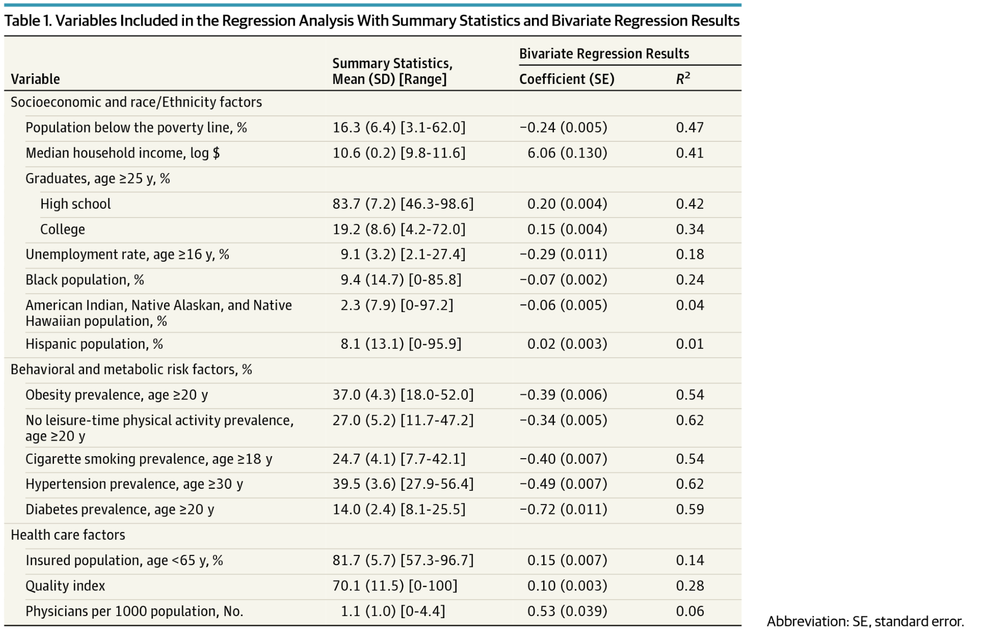 Table 1. Variables Included in the Regression Analysis With Summary Statistics and Bivariate Regression Results
Variable
Summary Statistics,
Mean (SD) [Range]
Bivariate Regression Results
Coefficient (SE)
R²
Socioeconomic and race/Ethnicity factors
Population below the poverty line, % 16.3 (6.4) [3.1-62.0] −0.24 (0.005) 0.47
Median household income, log $ 10.6 (0.2) [9.8-11.6] 6.06 (0.130) 0.41
Graduates, age ≥25 y, %
High school 83.7 (7.2) [46.3-98.6] 0.20 (0.004) 0.42
College 19.2 (8.6) [4.2-72.0] 0.15 (0.004) 0.34
Unemployment rate, age ≥16 y, % 9.1 (3.2) [2.1-27.4] −0.29 (0.011) 0.18
Black population, % 9.4 (14.7) [0-85.8] −0.07 (0.002) 0.24
American Indian, Native Alaskan, and Native 2.3 (7.9) [0-97.2] −0.06 (0.005) 0.04
Hawaiian population, %
Hispanic population, % 8.1 (13.1) [0-95.9] 0.02 (0.003) 0.01
Behavioral and metabolic risk factors, %
Obesity prevalence, age ≥20 y 37.0 (4.3) [18.0-52.0] −0.39 (0.006) 0.54
No leisure-time physical activity prevalence, 27.0 (5.2) [11.7-47.2] −0.34 (0.005) 0.62
age ≥20 y
Cigarette smoking prevalence, age ≥18 y 24.7 (4.1) [7.7-42.1] −0.40 (0.007) 0.54
Hypertension prevalence, age ≥30 y 39.5 (3.6) [27.9-56.4] −0.49 (0.007) 0.62
Diabetes prevalence, age ≥20 y 14.0 (2.4) [8.1-25.5] −0.72 (0.011) 0.59
Health care factors
Insured population, age <65 y, % 81.7 (5.7) [57.3-96.7] 0.15 (0.007) 0.14
Quality index 70.1 (11.5) [0-100] 0.10 (0.003) 0.28
Physicians per 1000 population, No. 1.1 (1.0) [0-4.4] 0.53 (0.039) 0.06
Abbreviation: SE, standard error.